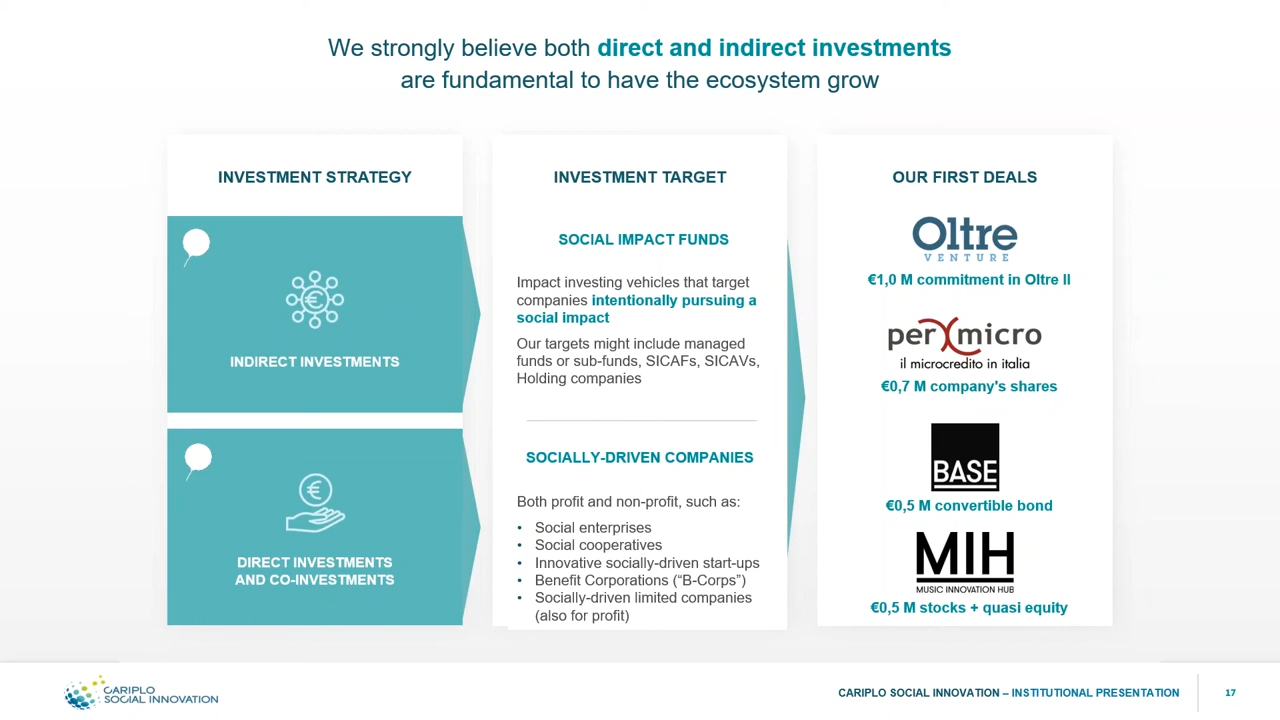 We strongly believe both direct and indirect investments
are fundamental to have the ecosystem grow
INVESTMENT STRATEGY
INDIRECT INVESTMENTS
DIRECT INVESTMENTS
AND CO-INVESTMENTS
INVESTMENT TARGET
SOCIAL IMPACT FUNDS
Impact investing vehicles that target
companies intentionally pursuing a
social impact
Our targets might include managed
funds or sub-funds, SICAFs, SICAVs,
Holding companies
SOCIALLY-DRIVEN COMPANIES
Both profit and non-profit, such as:
• Social enterprises
• Social cooperatives
• Innovative socially-driven start-ups
• Benefit Corporations (“B-Corps”)
• Socially-driven limited companies
(also for profit)
OUR FIRST DEALS
Oltre
VENTURE
€1,0 M commitment in Oltre II
per micro
il microcredito in italia
€0,7 M company's shares
BASE
€0,5 M convertible bond
MIH
MUSIC INNOVATION HUB
€0,5 M stocks + quasi equity
CARIPLO
SOCIAL INNOVATION
CARIPLO SOCIAL INNOVATION – INSTITUTIONAL PRESENTATION
17